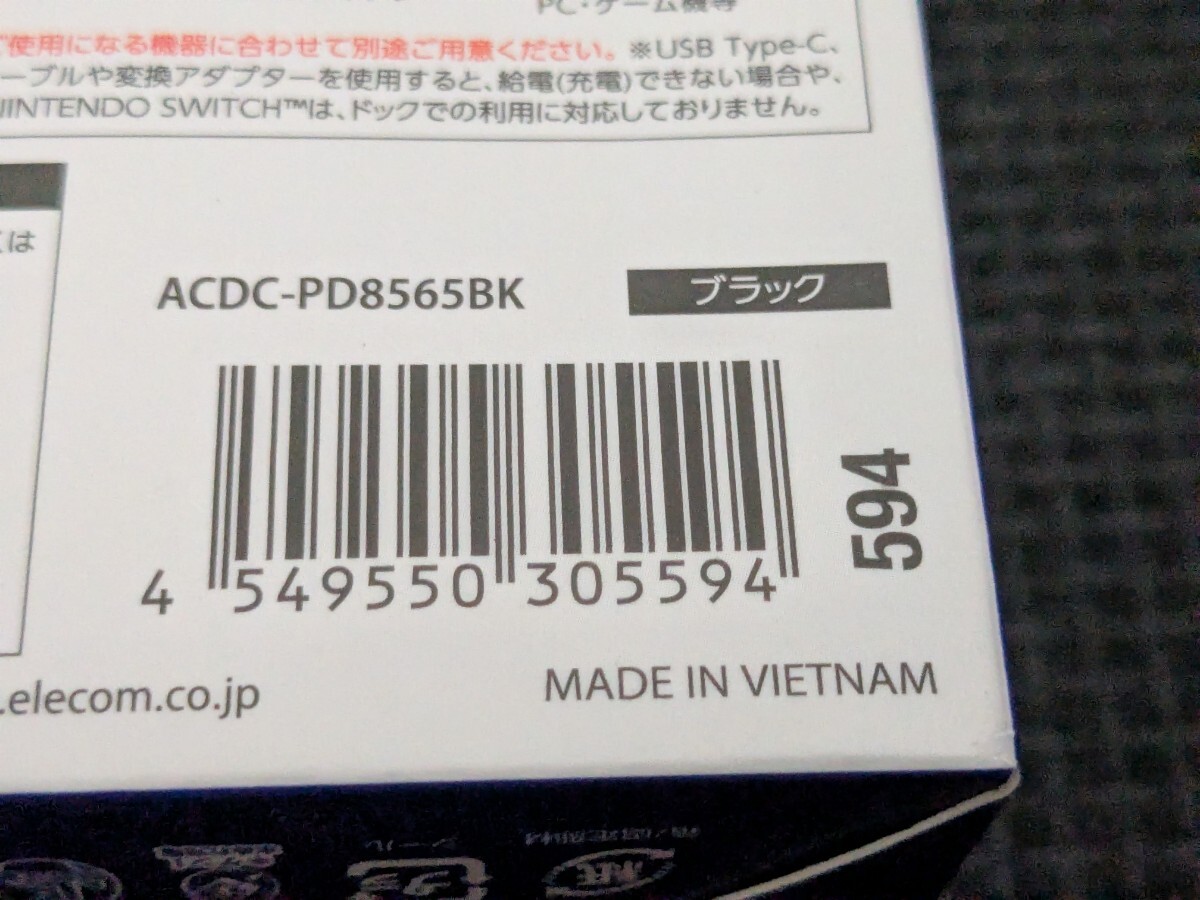 PC・ゲーム機等
ご使用になる機器に合わせて別途ご用意ください。※USB Type-C、
ーブルや変換アダプターを使用すると、給電(充電)できない場合や、
NINTENDO SWITCH™は、ドックでの利用に対応しておりません。
くは
ACDC-PD8565BK
ブラック
4 549550 305594
594
.elecom.co.jp
MADE IN VIETNAM